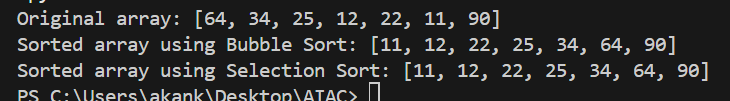 Original array: [64, 34, 25, 12, 22, 11, 90]
Sorted array using Bubble Sort: [11, 12, 22, 25, 34, 64, 90]
Sorted array using Selection Sort: [11, 12, 22, 25, 34, 64, 90]
PS C:\Users\akank\Desktop\ATAC>